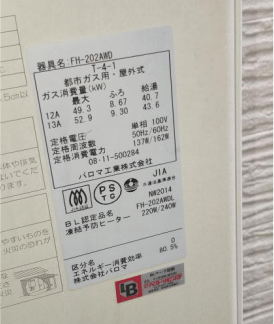 器具名:FH-202AWD
T-4-1
都市ガス用・屋外式
ガス消費量(kW)
最大 ふろ 給湯
12A 49.3 8.67 40.7
13A 52.9 9.30 43.6
定格電圧 単相 100V
定格周波数 50Hz/60Hz
定格消費電力 137W/162W
08・11-500284
パロマ工業株式会社
PS
TG
JIA
NW2014
BL認定品名 FH-202AWDL
凍結予防ヒーター 220W/240W
区分名 0
エネルギー消費効率 80.5%
株式会社パロマ